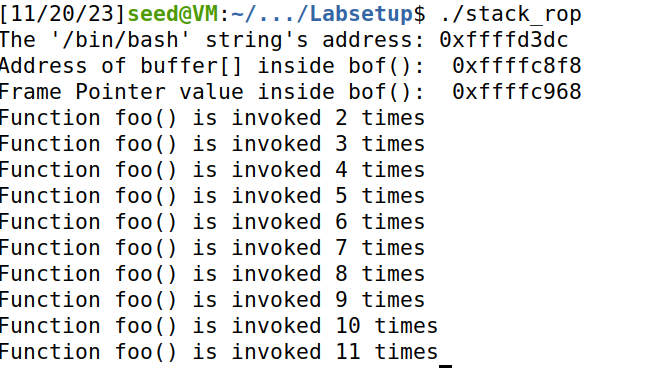 [11/20/23]seed@VM:~/.../Labsetup$ ./stack_rop
The '/bin/bash' string's address: 0xffffd3dc
Address of buffer[] inside bof():  0xffffc8f8
Frame Pointer value inside bof():  0xffffc968
Function foo() is invoked 2 times
Function foo() is invoked 3 times
Function foo() is invoked 4 times
Function foo() is invoked 5 times
Function foo() is invoked 6 times
Function foo() is invoked 7 times
Function foo() is invoked 8 times
Function foo() is invoked 9 times
Function foo() is invoked 10 times
Function foo() is invoked 11 times